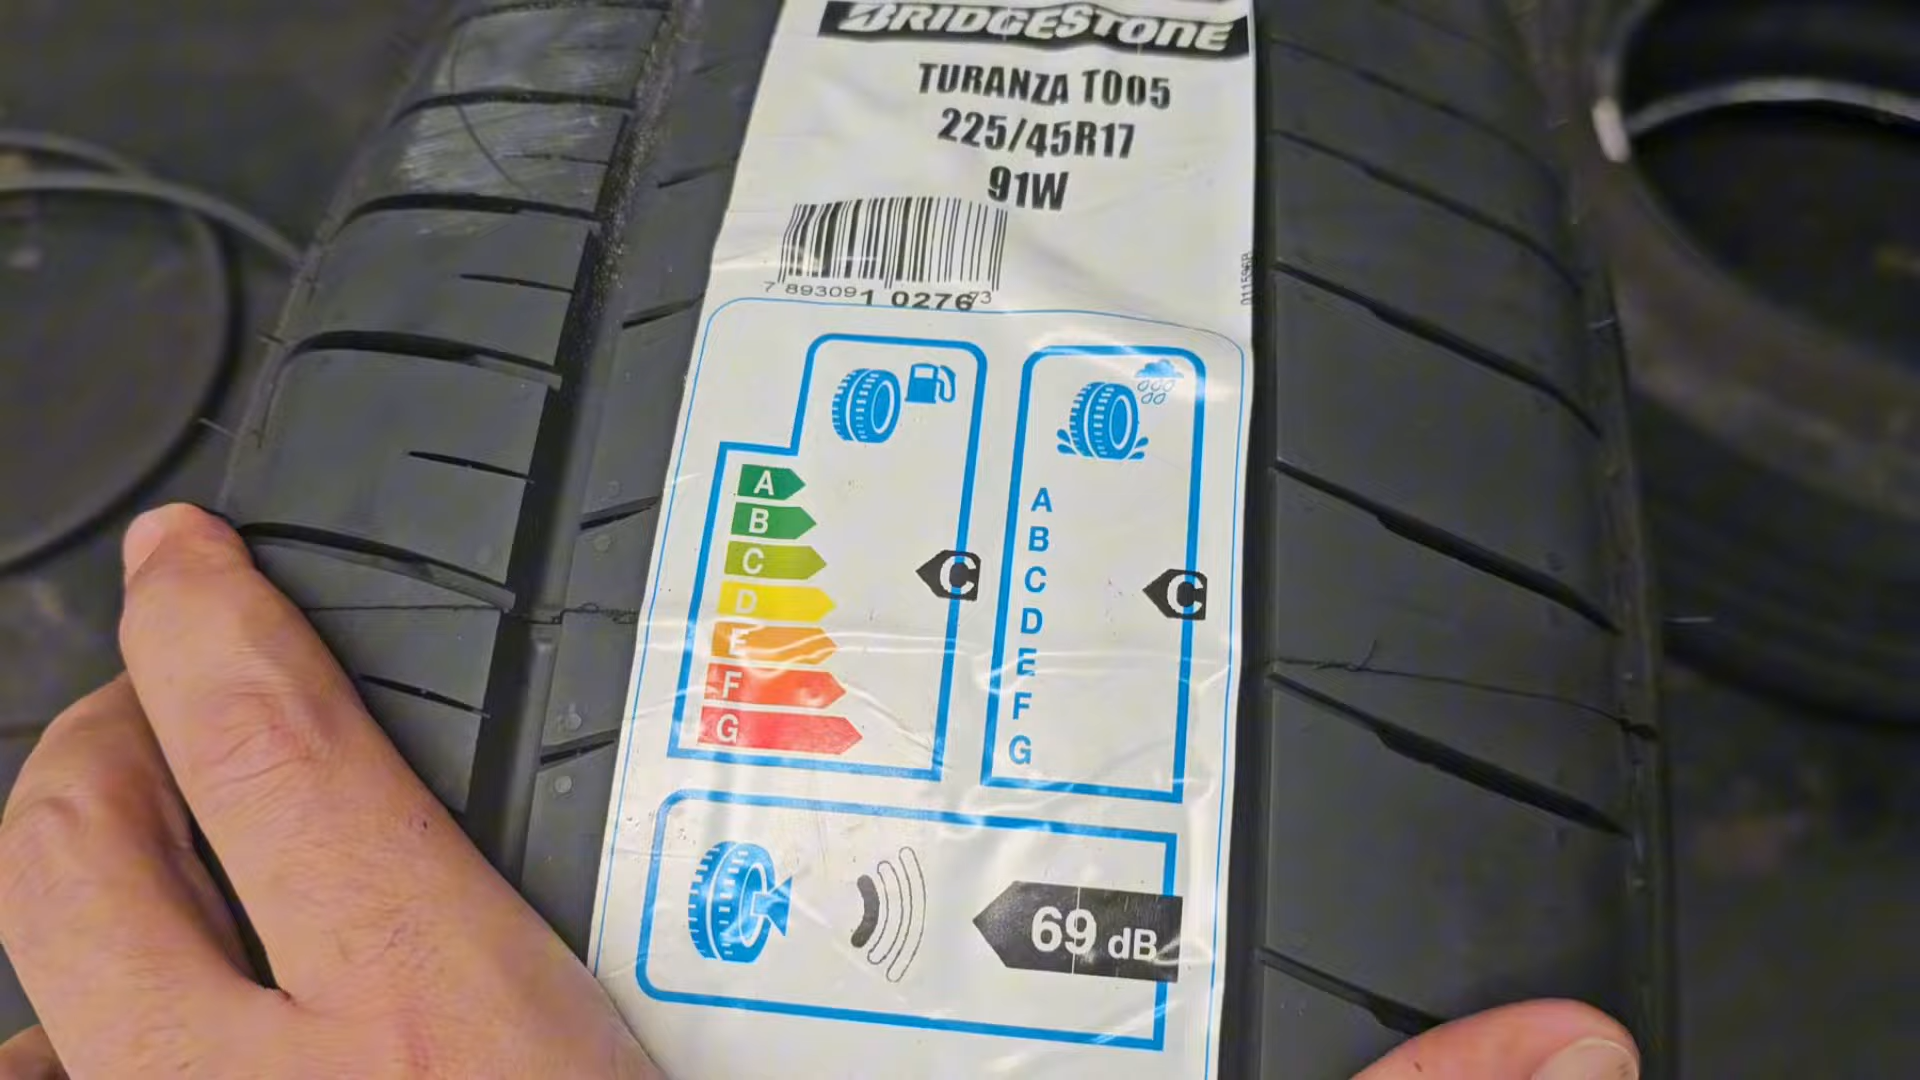 BRIDGESTONE
TURANZA T005
225/45R17
91W
7 893091 027673
A
B
C
D
E
F
G
C
A
B
C
D
E
F
G
C
69 dB